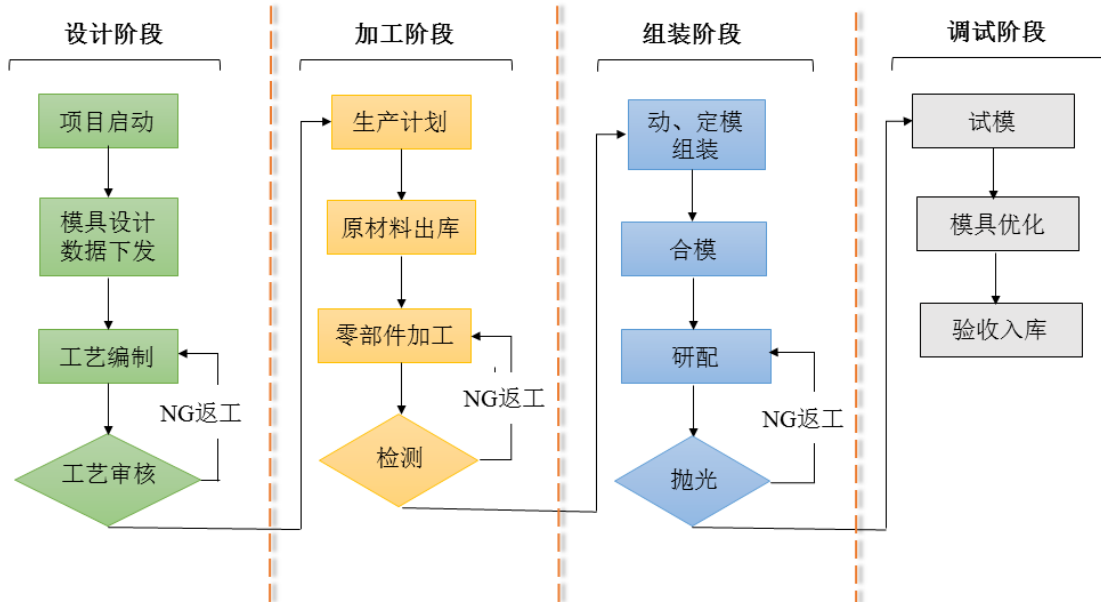 设计阶段
项目启动
模具设计
数据下发
工艺编制
NG返工
工艺审核
加工阶段
生产计划
原材料出库
零部件加工
NG返工
检测
组装阶段
动、定模
组装
合模
研配
NG返工
抛光
调试阶段
试模
模具优化
验收入库